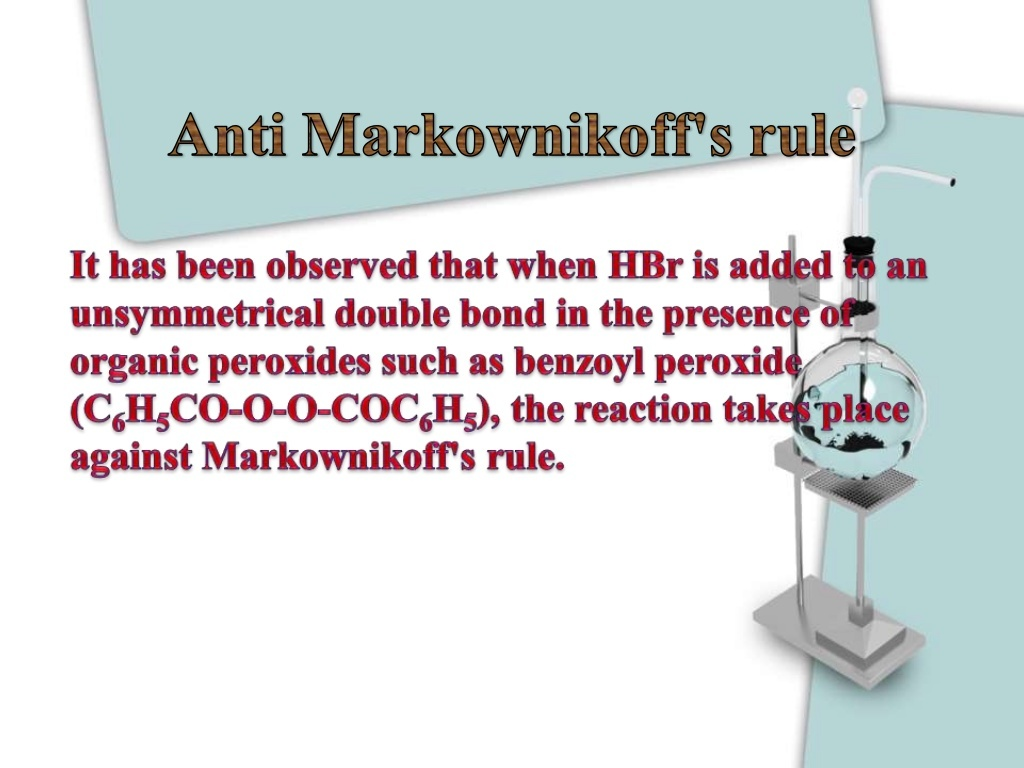 Anti Markownikoff's rule
It has been observed that when HBr is added to an
unsymmetrical double bond in the presence of
organic peroxides such as benzoyl peroxide
(C₆H₅CO-O-O-COC₆H₅), the reaction takes place
against Markownikoff's rule.